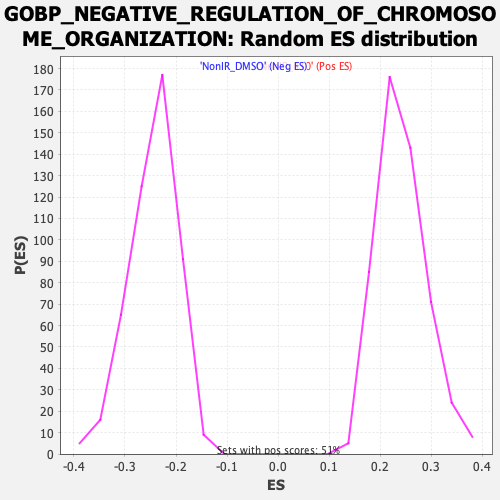 GOBP_NEGATIVE_REGULATION_OF_CHROMOSO
ME_ORGANIZATION: Random ES distribution
'NonIR_DMSO' (Neg ES) (Pos ES)
180
170
160
150
140
130
120
110
100
90
80
70
60
50
40
30
20
10
0
P(ES)
Sets with pos scores: 51%
-0.4 -0.3 -0.2 -0.1 0.0 0.1 0.2 0.3 0.4
ES